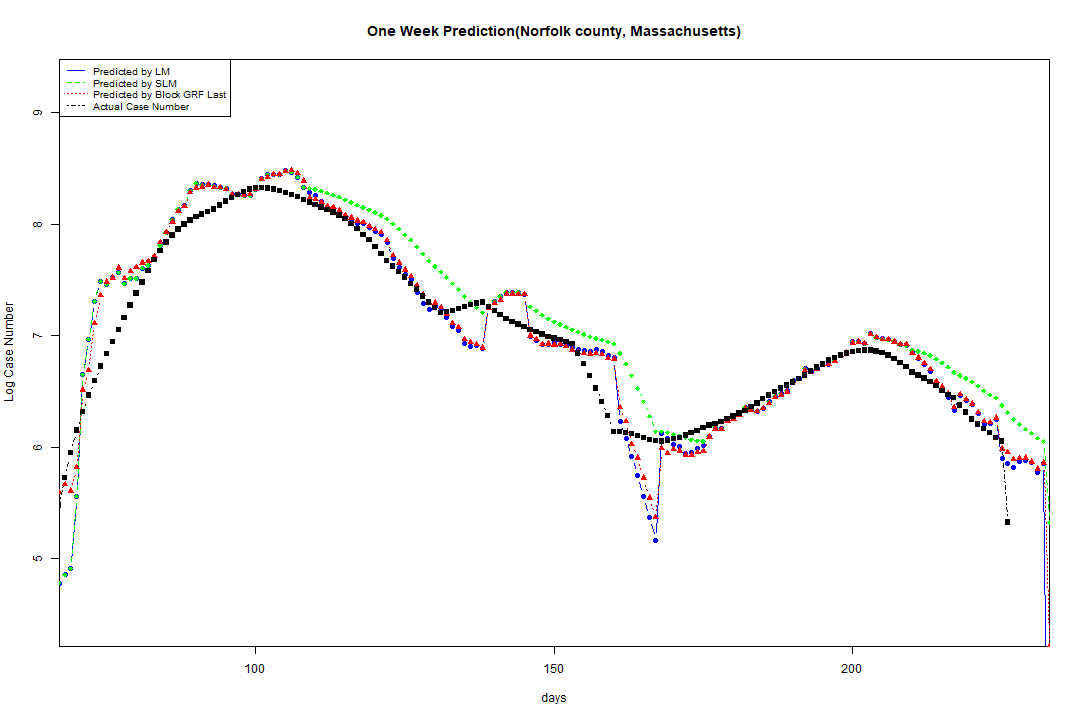 One Week Prediction(Norfolk county, Massachusetts)
Predicted by LM
Predicted by SLM
Predicted by Block GRF Last
Actual Case Number
9
8
7
6
5
Log Case Number
100 150 200
days